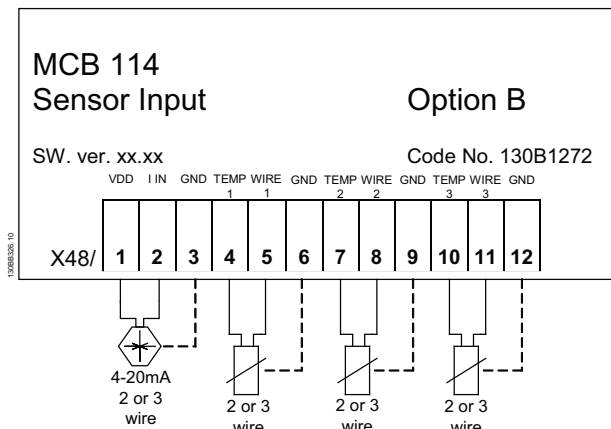 MCB 114
Sensor Input Option B
SW. ver. xx.xx Code No. 130B1272
VDD I IN GND TEMP WIRE GND TEMP WIRE GND TEMP WIRE GND
1 1 2 2 3 3
X48/ 1 2 3 4 5 6 7 8 9 10 11 12
130BB326.10
4-20mA
2 or 3 2 or 3 2 or 3 2 or 3
wire wire wire wire